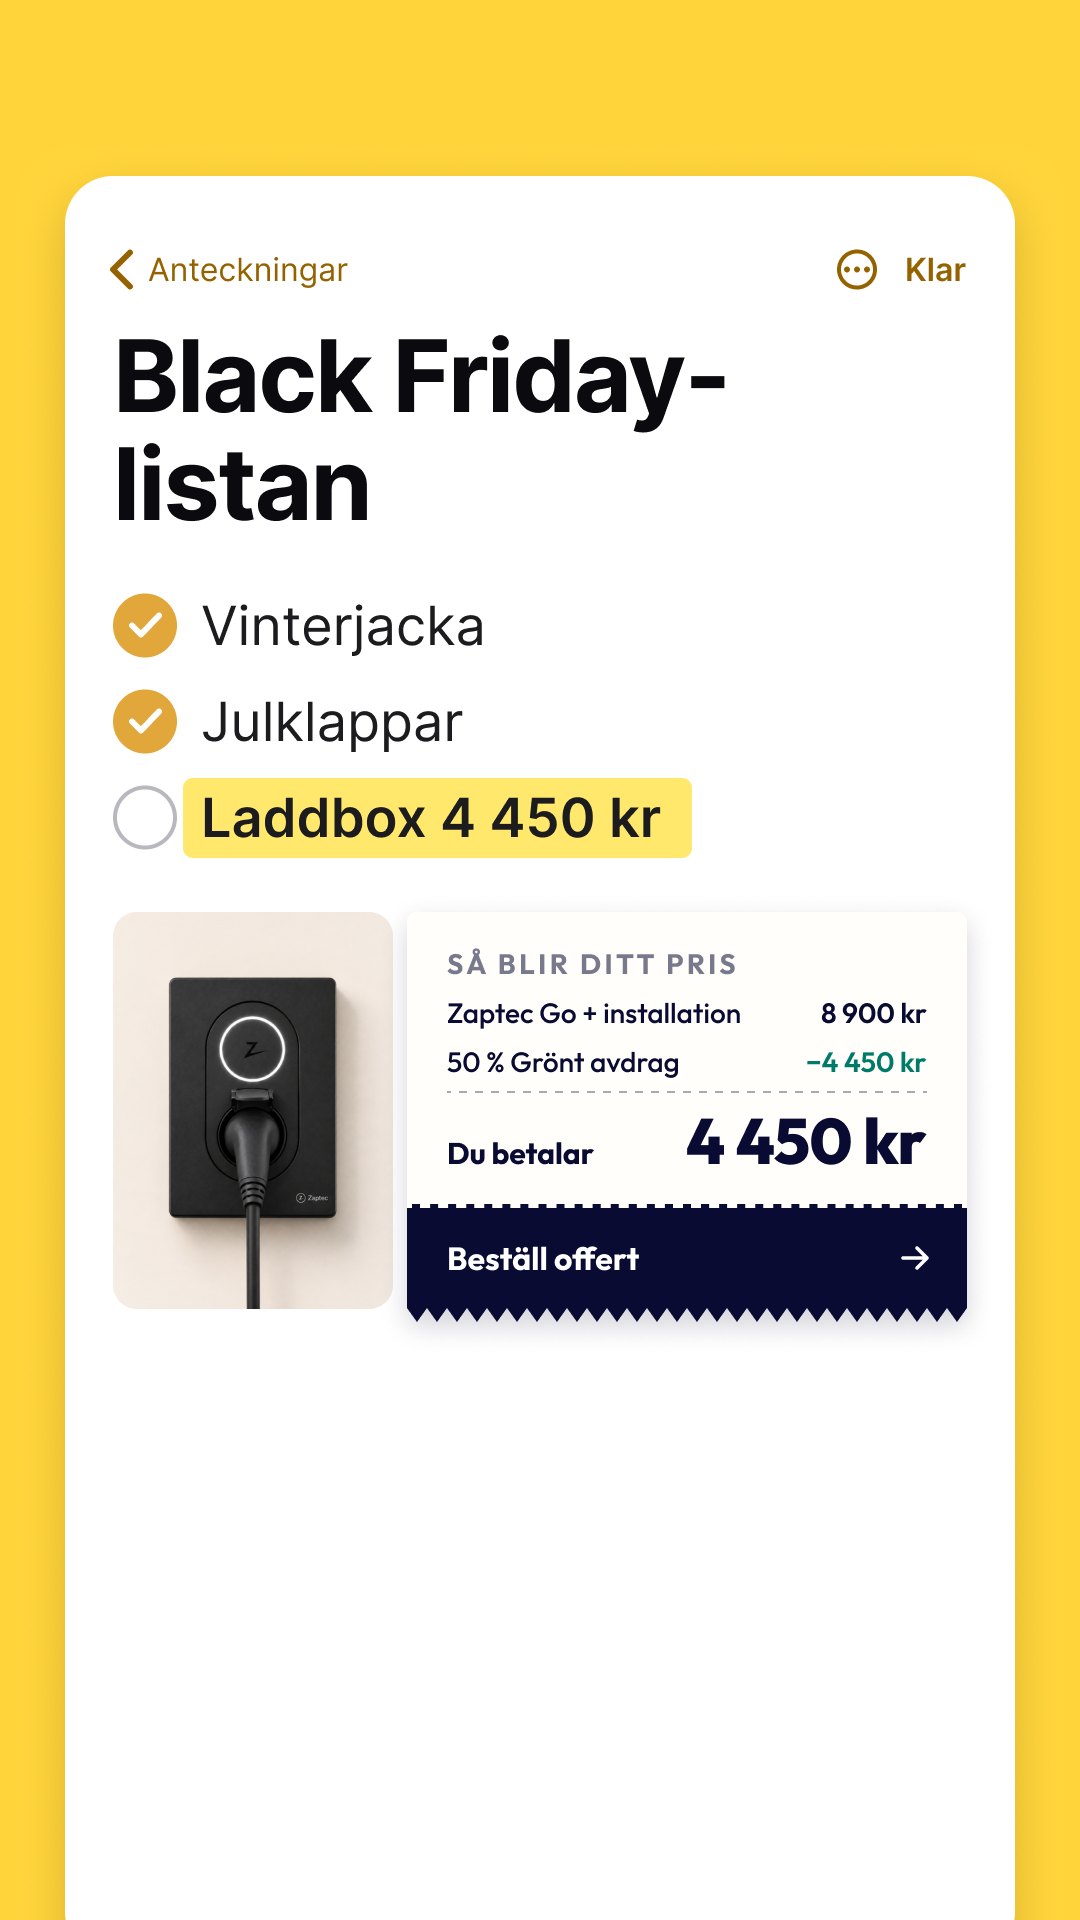 Anteckningar
Klar
Black Friday-
listan
Vinterjacka
Julklappar
Laddbox 4 450 kr
Zaptec
SÅ BLIR DITT PRIS
Zaptec Go + installation 8 900 kr
50 % Grönt avdrag −4 450 kr
Du betalar 4 450 kr
Beställ offert